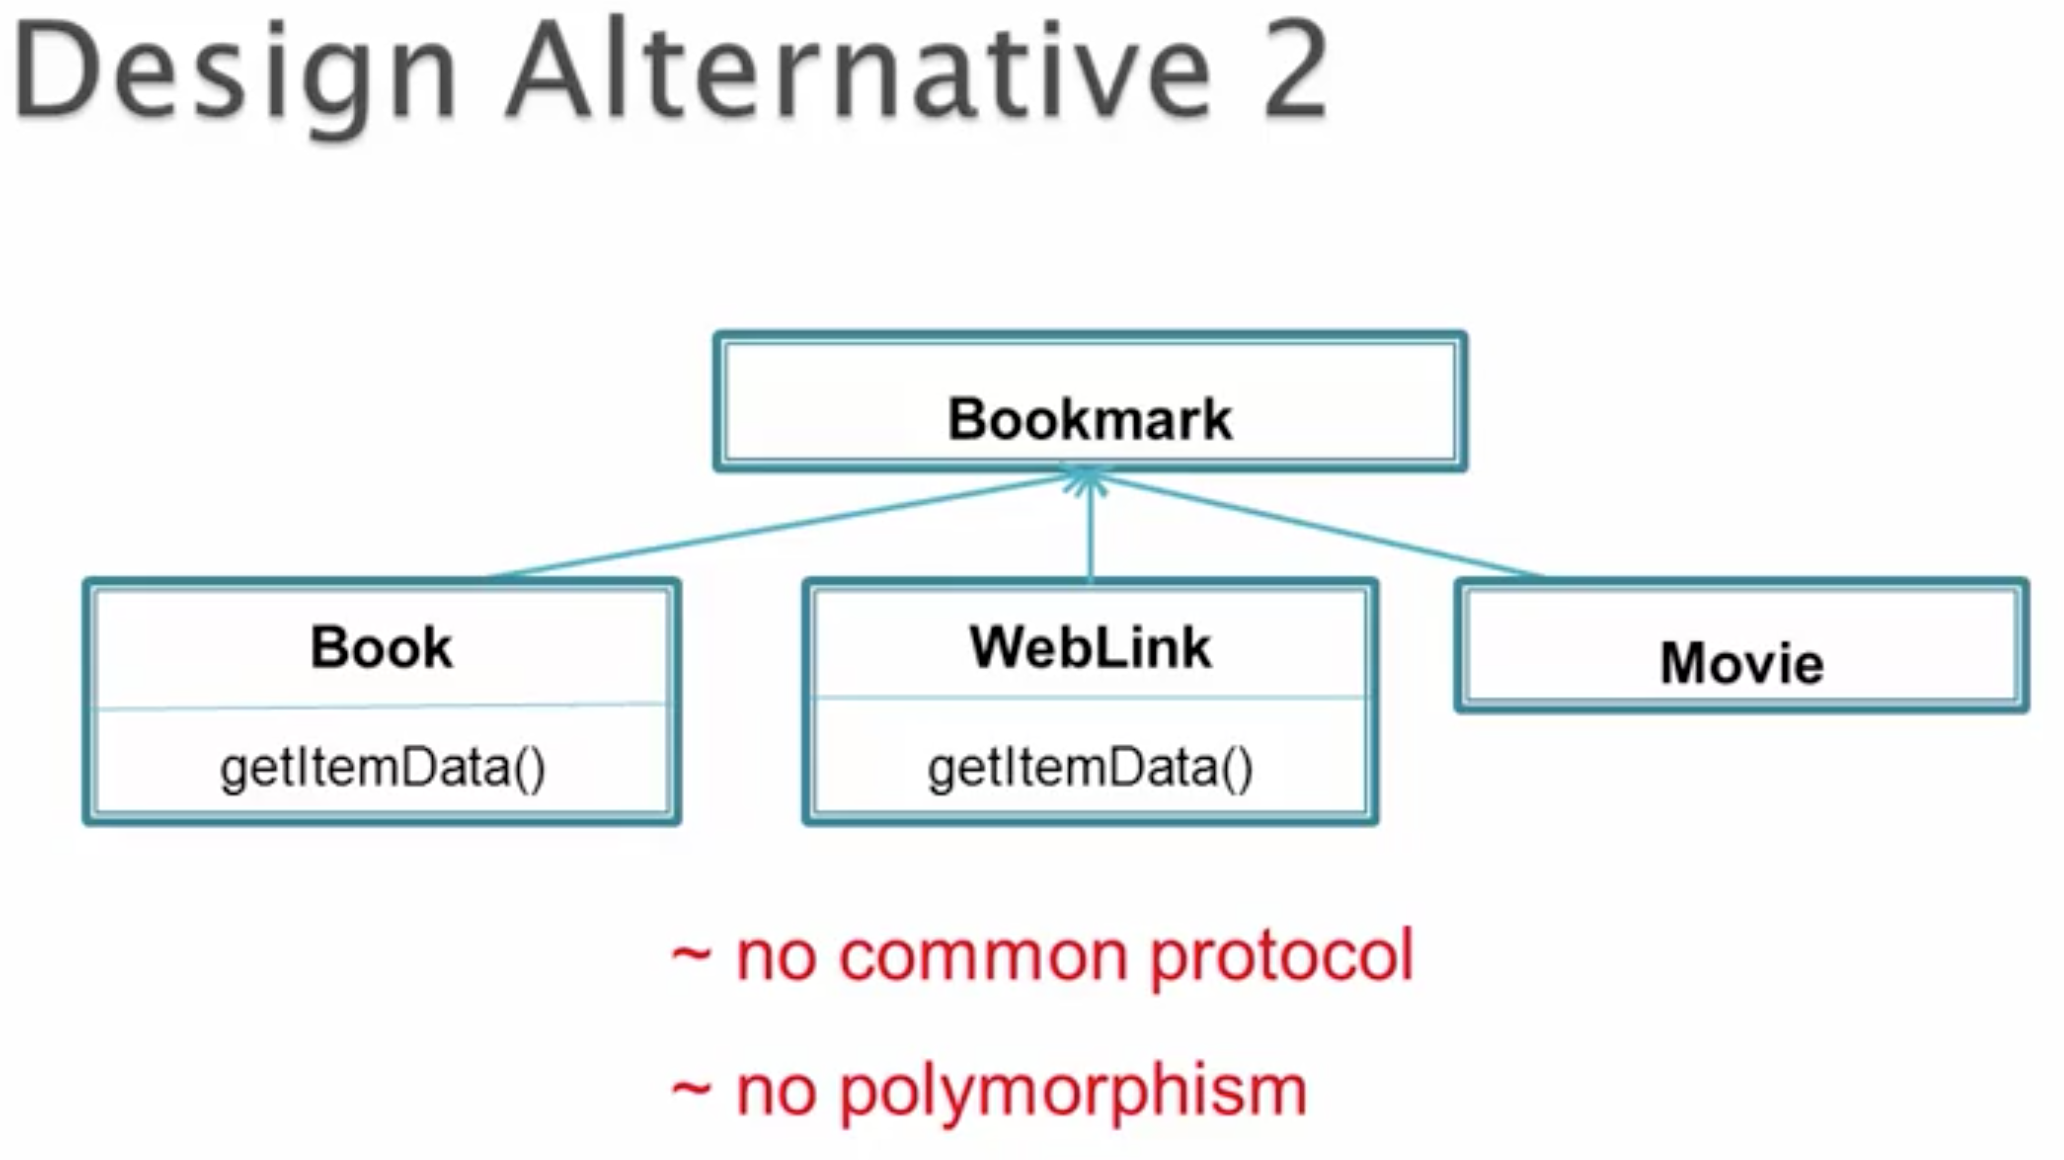 Design Alternative 2
Bookmark
Book
WebLink
Movie
getItemData()
getItemData()
~ no common protocol
~ no polymorphism